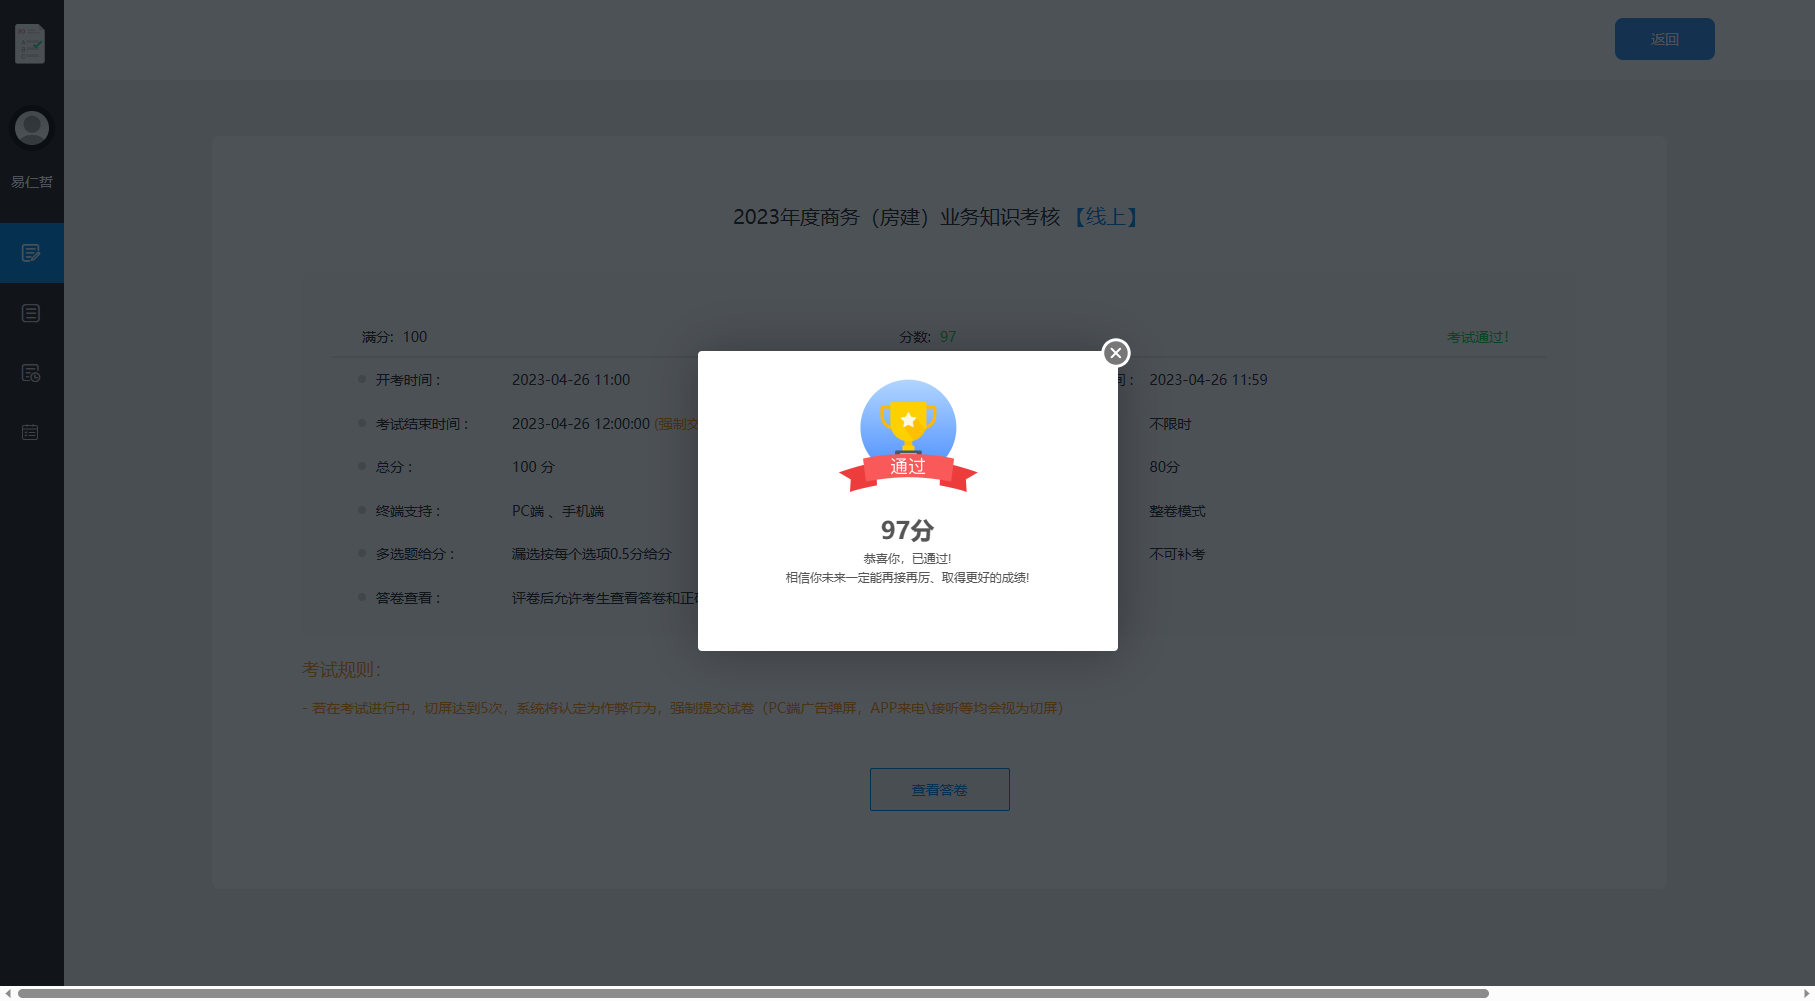 返回
易仁哲
2023年度商务（房建）业务知识考核 【线上】
满分: 100 分数: 97 考试通过!
开考时间： 2023-04-26 11:00 间： 2023-04-26 11:59
考试结束时间： 2023-04-26 12:00:00 (强制交 不限时
总分： 100 分 80分
终端支持： PC端 、手机端 整卷模式
多选题给分： 漏选按每个选项0.5分给分 不可补考
答卷查看： 评卷后允许考生查看答卷和正
通过
97分
恭喜你，已通过!
相信你未来一定能再接再厉、取得更好的成绩!
考试规则：
- 若在考试进行中，切屏达到5次，系统将认定为作弊行为，强制提交试卷（PC端广告弹屏，APP来电\接听等均会视为切屏）
查看答卷